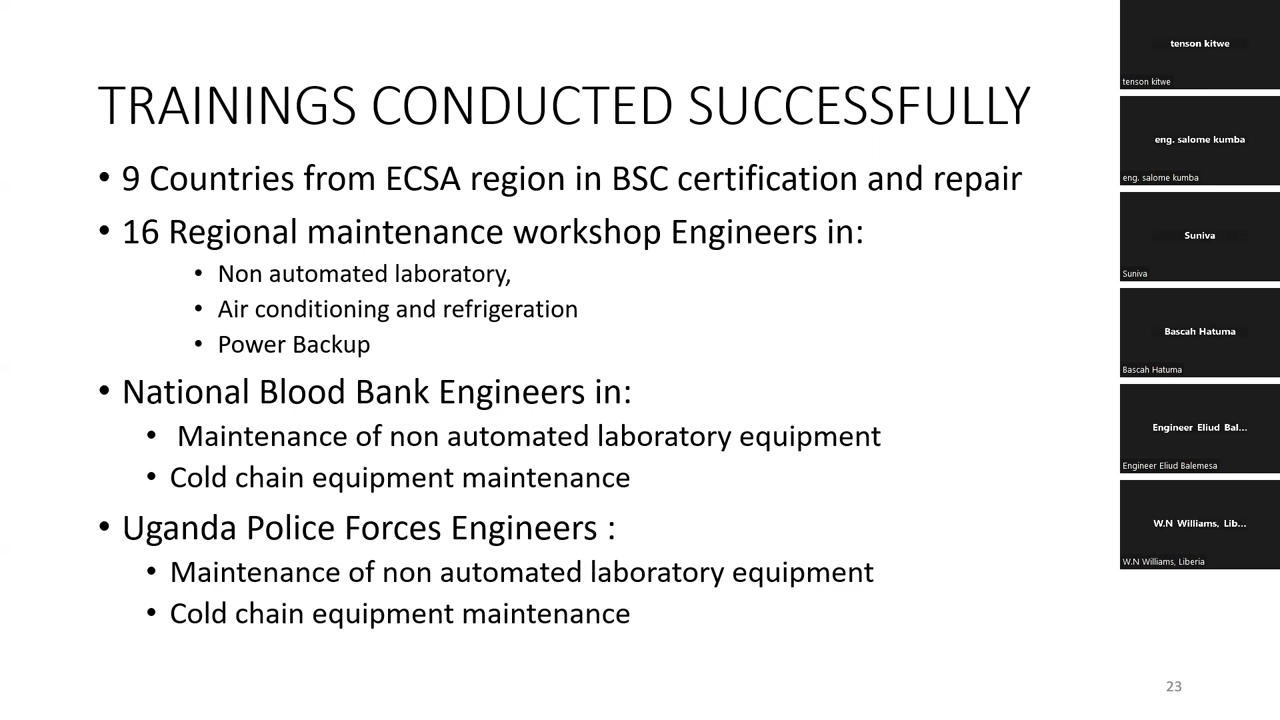 TRAININGS CONDUCTED SUCCESSFULLY
• 9 Countries from ECSA region in BSC certification and repair
• 16 Regional maintenance workshop Engineers in:
• Non automated laboratory,
• Air conditioning and refrigeration
• Power Backup
• National Blood Bank Engineers in:
• Maintenance of non automated laboratory equipment
• Cold chain equipment maintenance
• Uganda Police Forces Engineers :
• Maintenance of non automated laboratory equipment
• Cold chain equipment maintenance
23
tenson kitwe
tenson kitwe
eng. salome kumba
eng. salome kumba
Suniva
Suniva
Bascah Hatuma
Bascah Hatuma
Engineer Eliud Bal...
Engineer Eliud Balemesa
W.N Williams, Lib...
W.N Williams, Liberia